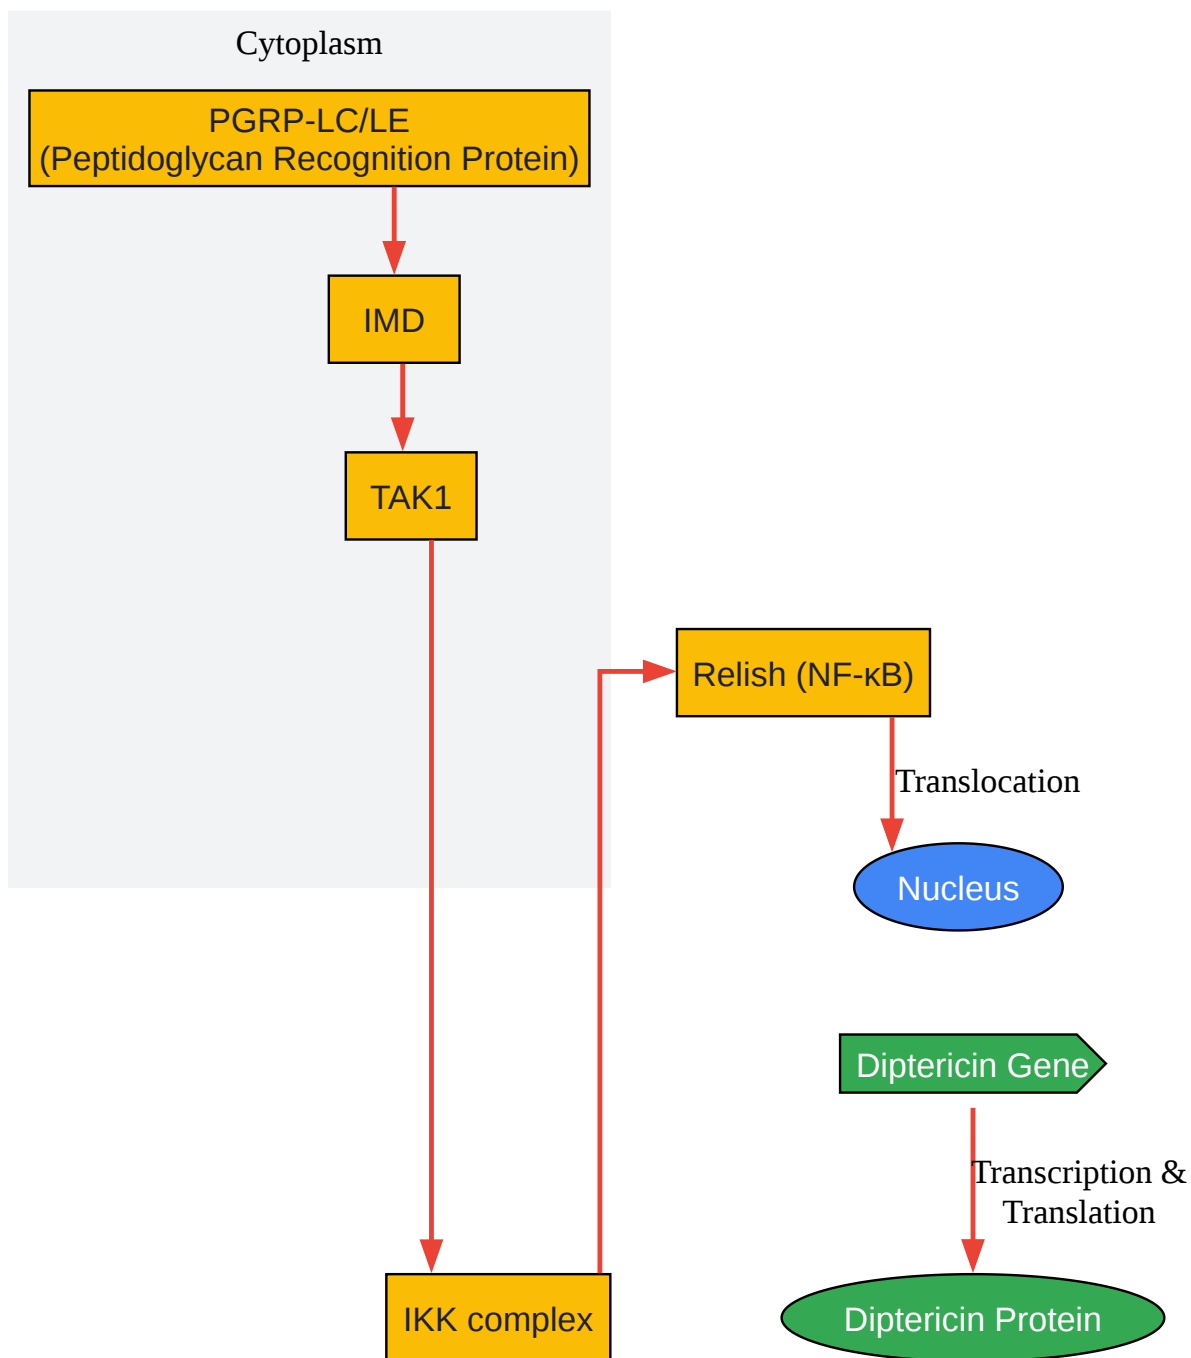 Cytoplasm
PGRP-LC/LE
(Peptidoglycan Recognition Protein)
IMD
TAK1
Relish (NF-κB)
Translocation
Nucleus
Diptericin Gene
Transcription &
Translation
IKK complex
Diptericin Protein